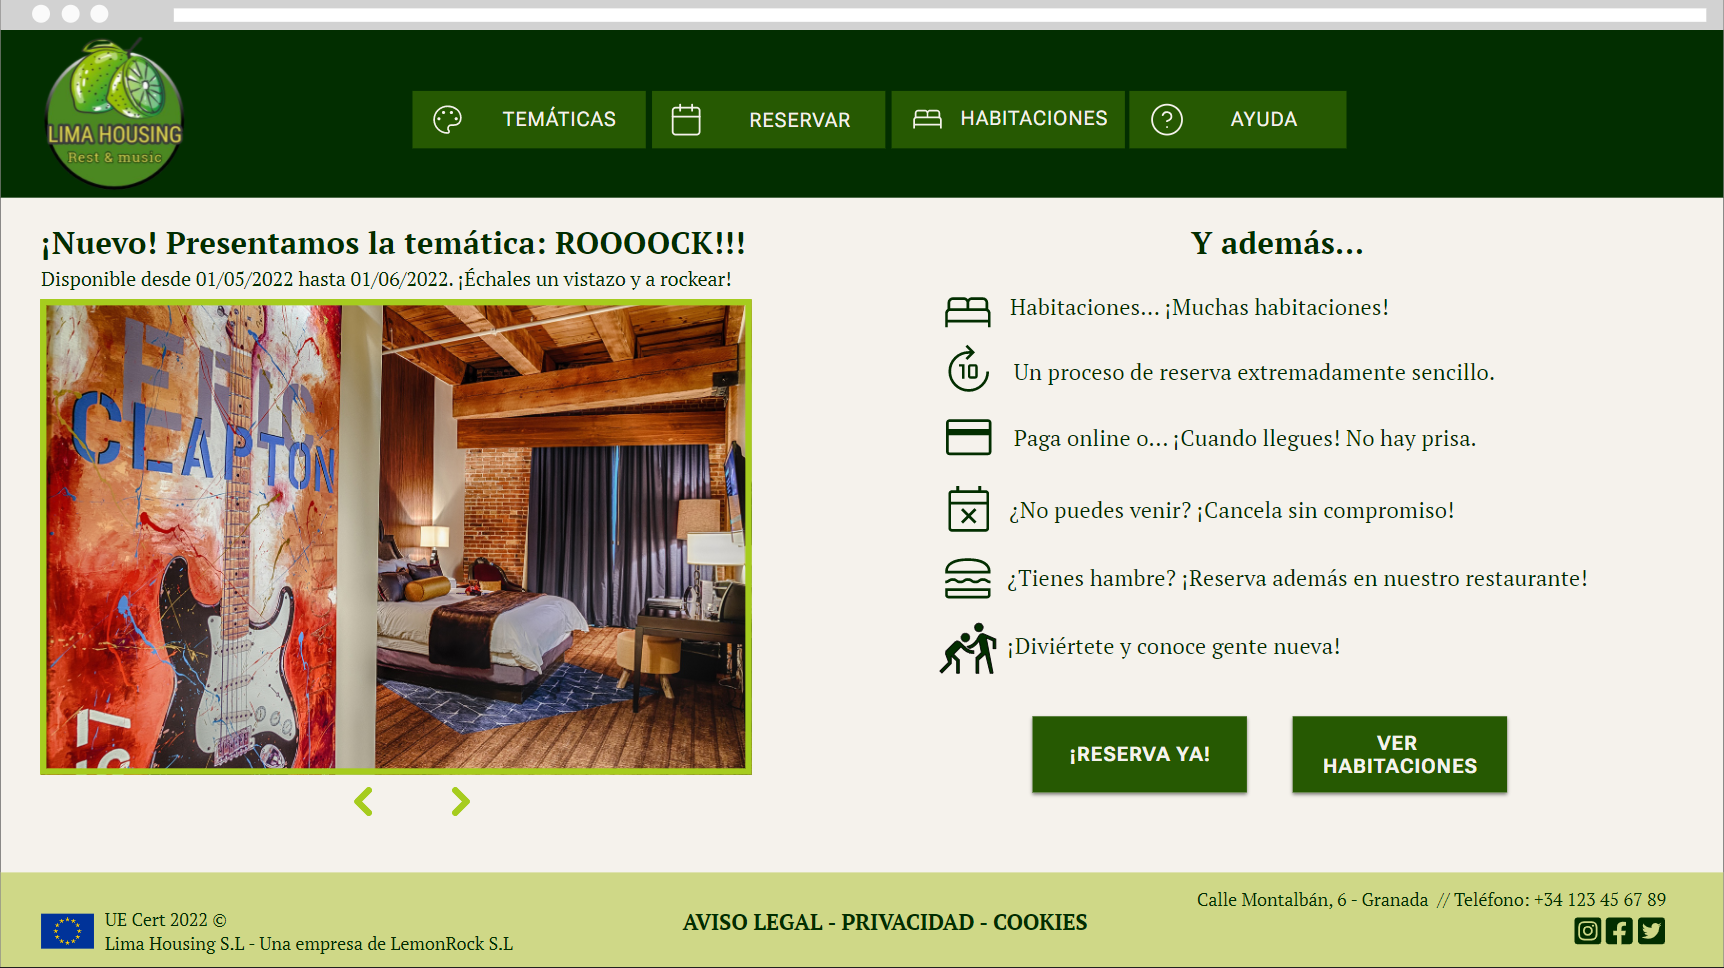 LIMA HOUSING
Rest & music
TEMÁTICAS
RESERVAR
HABITACIONES
AYUDA
¡Nuevo! Presentamos la temática: ROOOOCK!!!
Disponible desde 01/05/2022 hasta 01/06/2022. ¡Échales un vistazo y a rockear!
ERIC
CLAPTON
Y además...
Habitaciones... ¡Muchas habitaciones!
10
Un proceso de reserva extremadamente sencillo.
Paga online o... ¡Cuando llegues! No hay prisa.
¿No puedes venir? ¡Cancela sin compromiso!
¿Tienes hambre? ¡Reserva además en nuestro restaurante!
¡Diviértete y conoce gente nueva!
¡RESERVA YA!
VER
HABITACIONES
UE Cert 2022 ©
Lima Housing S.L - Una empresa de LemonRock S.L
AVISO LEGAL - PRIVACIDAD - COOKIES
Calle Montalbán, 6 - Granada // Teléfono: +34 123 45 67 89